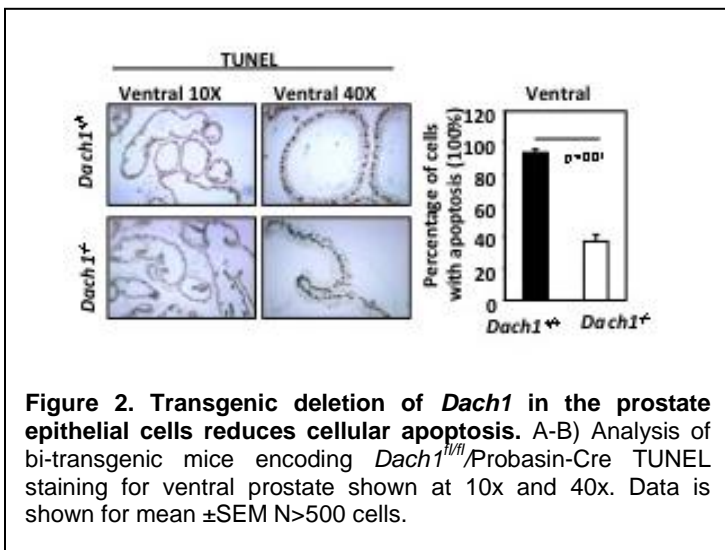 TUNEL
Ventral 10X Ventral 40X
Dach1+/+
Dach1-/-
Ventral
Percentage of cells
with apoptosis (100%)
120
100
80
60
40
20
0
Dach1+/+ Dach1-/-
Figure 2. Transgenic deletion of Dach1 in the prostate
epithelial cells reduces cellular apoptosis. A-B) Analysis of
bi-transgenic mice encoding Dach1fl/fl/Probasin-Cre TUNEL
staining for ventral prostate shown at 10x and 40x. Data is
shown for mean ±SEM N>500 cells.